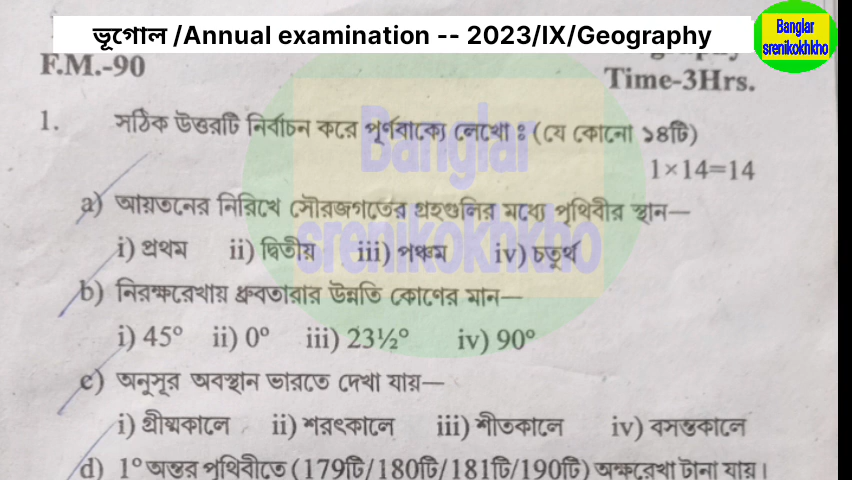 ভূগোল /Annual examination -- 2023/IX/Geography
Banglar
srenikokhkho
F.M.-90
Time-3Hrs.
1. সঠিক উত্তরটি নির্বাচন করে পূর্ণবাক্যে লেখো ঃ (যে কোনো ১৪টি)
1×14=14
Banglar
srenikokhkho
a) আয়তনের নিরিখে সৌরজগতের গ্রহগুলির মধ্যে পৃথিবীর স্থান—
i) প্রথম ii) দ্বিতীয় iii) পঞ্চম iv) চতুর্থ
b) নিরক্ষরেখায় ধ্রুবতারার উন্নতি কোণের মান—
i) 45° ii) 0° iii) 23½° iv) 90°
c) অনুসূর অবস্থান ভারতে দেখা যায়—
i) গ্রীষ্মকালে ii) শরৎকালে iii) শীতকালে iv) বসন্তকালে
d) 1° অন্তর পৃথিবীতে (179টি/180টি/181টি/190টি) অক্ষরেখা টানা যায়।